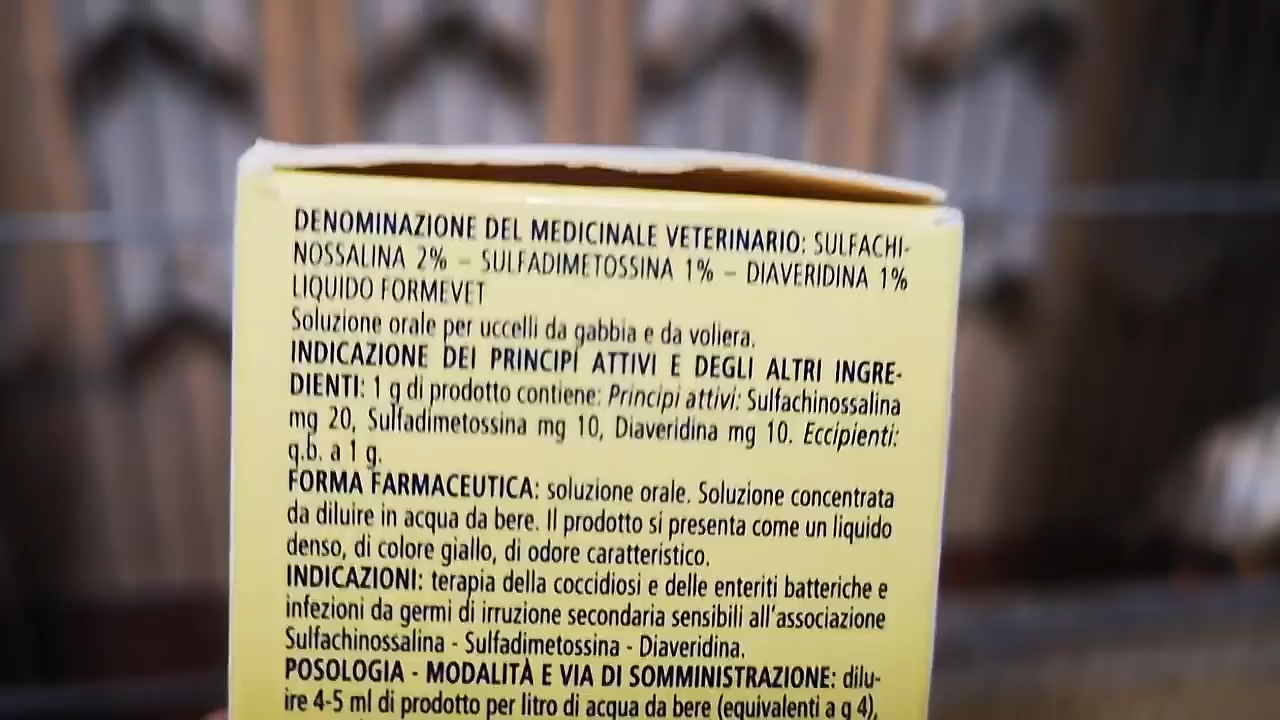 DENOMINAZIONE DEL MEDICINALE VETERINARIO: SULFACHI-
NOSSALINA 2% – SULFADIMETOSSINA 1% – DIAVERIDINA 1%
LIQUIDO FORMEVET
Soluzione orale per uccelli da gabbia e da voliera.
INDICAZIONE DEI PRINCIPI ATTIVI E DEGLI ALTRI INGRE-
DIENTI: 1 g di prodotto contiene: Principi attivi: Sulfachinossalina
mg 20, Sulfadimetossina mg 10, Diaveridina mg 10. Eccipienti:
q.b. a 1 g.
FORMA FARMACEUTICA: soluzione orale. Soluzione concentrata
da diluire in acqua da bere. Il prodotto si presenta come un liquido
denso, di colore giallo, di odore caratteristico.
INDICAZIONI: terapia della coccidiosi e delle enteriti batteriche e
infezioni da germi di irruzione secondaria sensibili all'associazione
Sulfachinossalina - Sulfadimetossina - Diaveridina.
POSOLOGIA - MODALITÀ E VIA DI SOMMINISTRAZIONE: dilu-
ire 4-5 ml di prodotto per litro di acqua da bere (equivalenti a g 4),